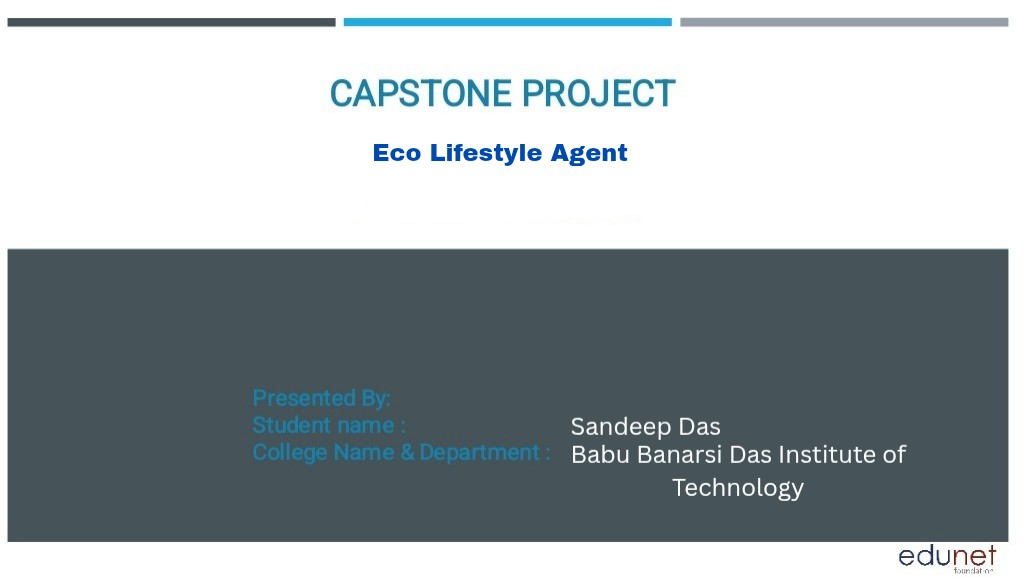 CAPSTONE PROJECT
Eco Lifestyle Agent
Presented By:
Student name : Sandeep Das
College Name & Department : Babu Banarsi Das Institute of
Technology
edunet
foundation